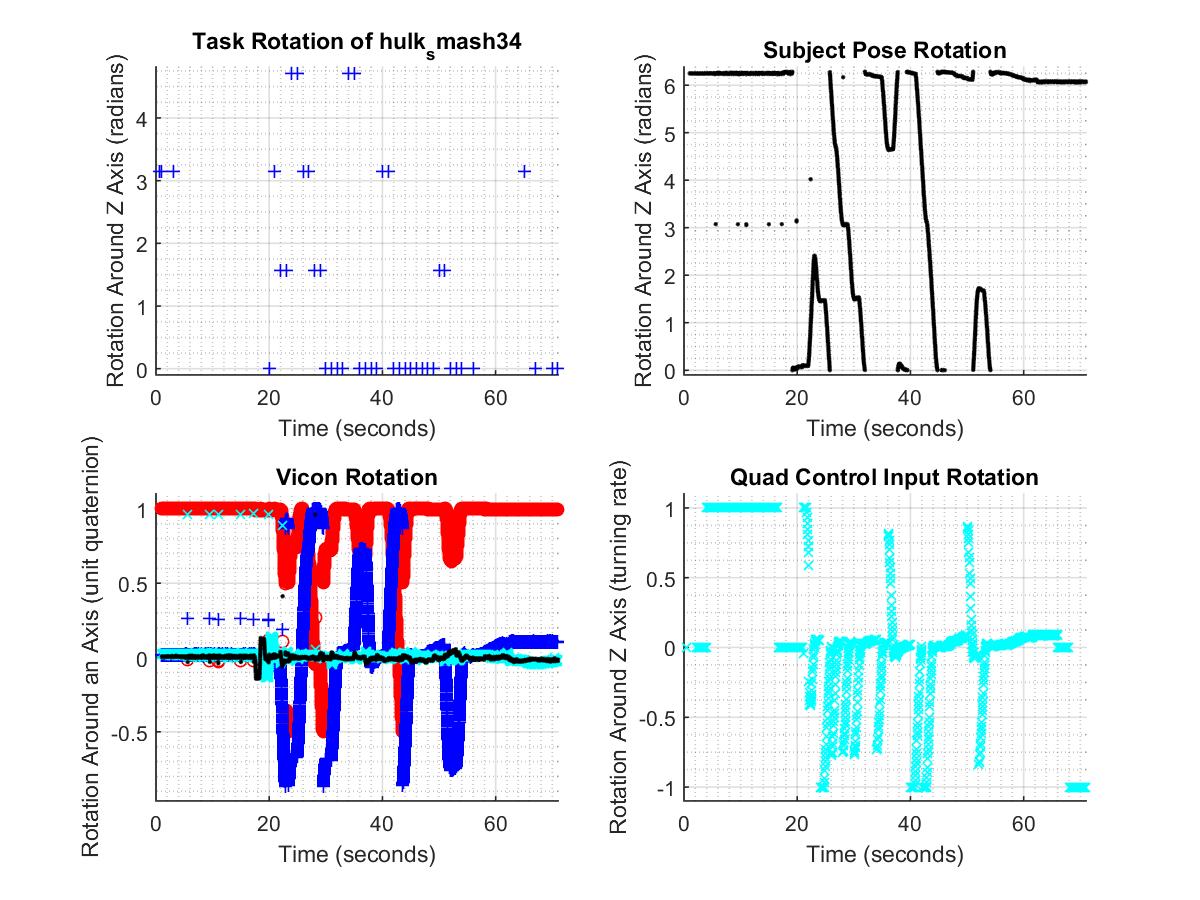 Task Rotation of hulk_smash34
Rotation Around Z Axis (radians)
4
3
2
1
0
0 20 40 60
Time (seconds)
Subject Pose Rotation
Rotation Around Z Axis (radians)
6
5
4
3
2
1
0
0 20 40 60
Time (seconds)
Vicon Rotation
Rotation Around an Axis (unit quaternion)
1
0.5
0
-0.5
0 20 40 60
Time (seconds)
Quad Control Input Rotation
Rotation Around Z Axis (turning rate)
1
0.5
0
-0.5
-1
0 20 40 60
Time (seconds)